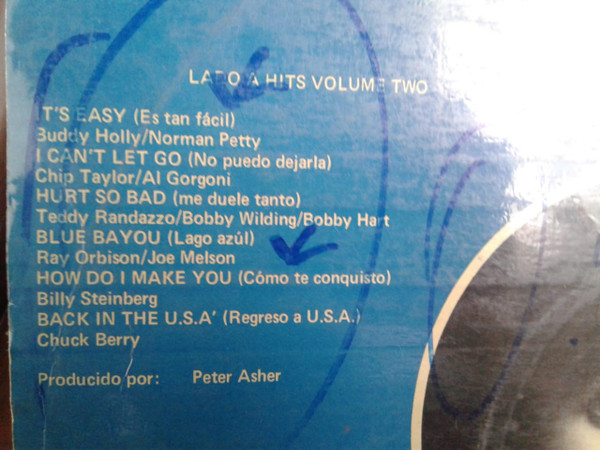 LADO A HITS VOLUME TWO
IT'S EASY (Es tan fácil)
Buddy Holly/Norman Petty
I CAN'T LET GO (No puedo dejarla)
Chip Taylor/Al Gorgoni
HURT SO BAD (me duele tanto)
Teddy Randazzo/Bobby Wilding/Bobby Hart
BLUE BAYOU (Lago azúl)
Ray Orbison/Joe Melson
HOW DO I MAKE YOU (Cómo te conquisto)
Billy Steinberg
BACK IN THE U.S.A' (Regreso a U.S.A.)
Chuck Berry
Producido por: Peter Asher